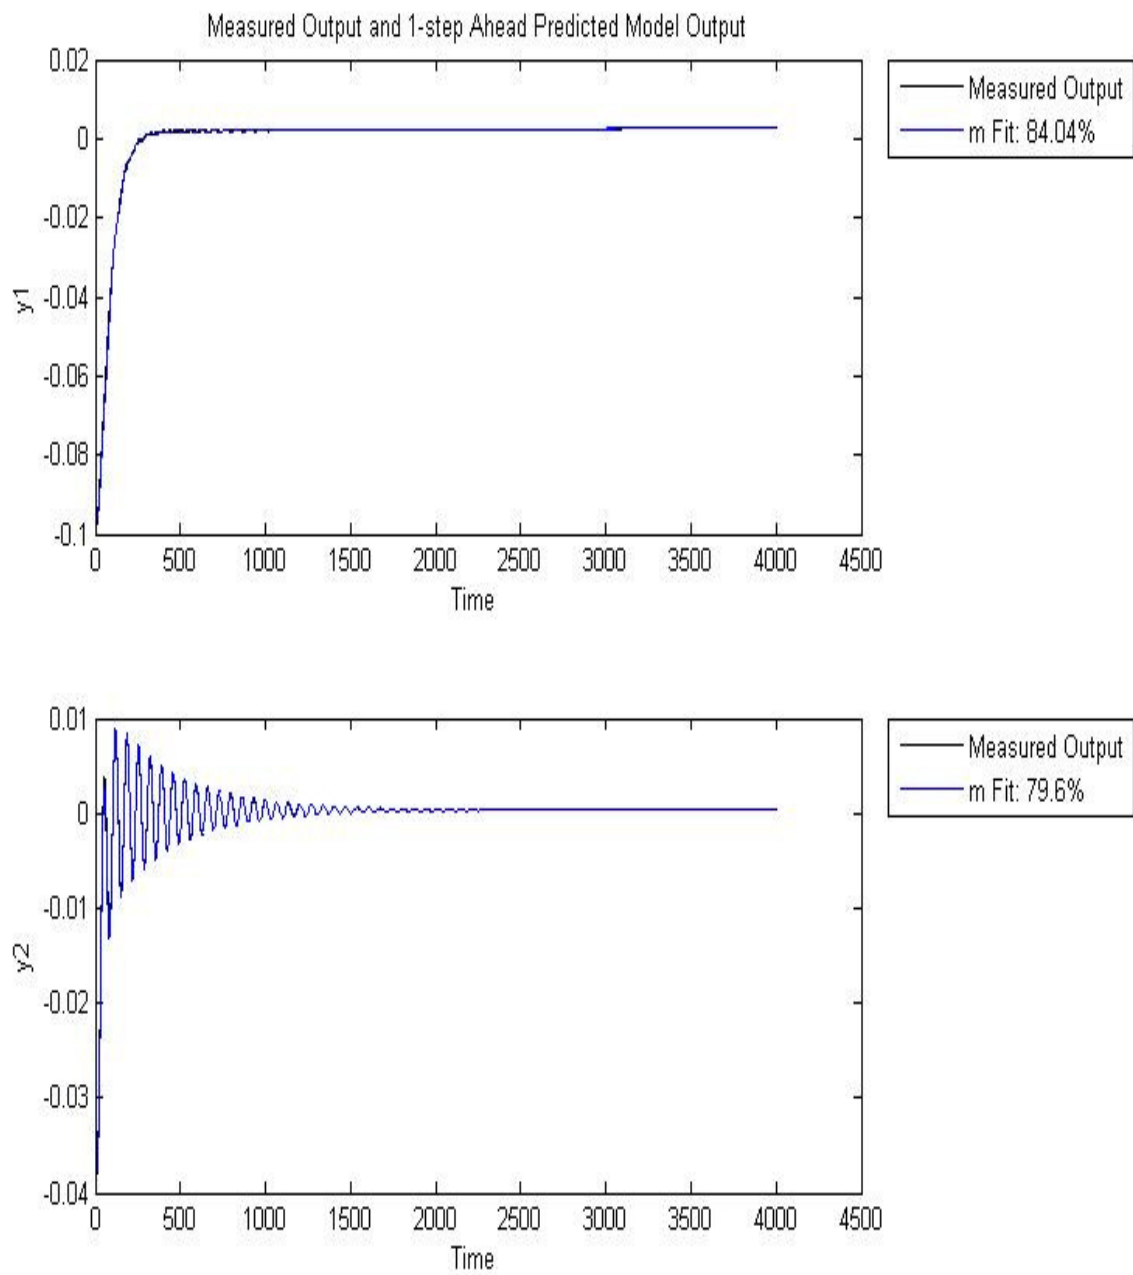 Measured Output and 1-step Ahead Predicted Model Output
0.02
0
-0.02
-0.04
-0.06
-0.08
-0.1
y1
0 500 1000 1500 2000 2500 3000 3500 4000 4500
Time
Measured Output
m Fit: 84.04%
0.01
0
-0.01
-0.02
-0.03
-0.04
y2
0 500 1000 1500 2000 2500 3000 3500 4000 4500
Time
Measured Output
m Fit: 79.6%